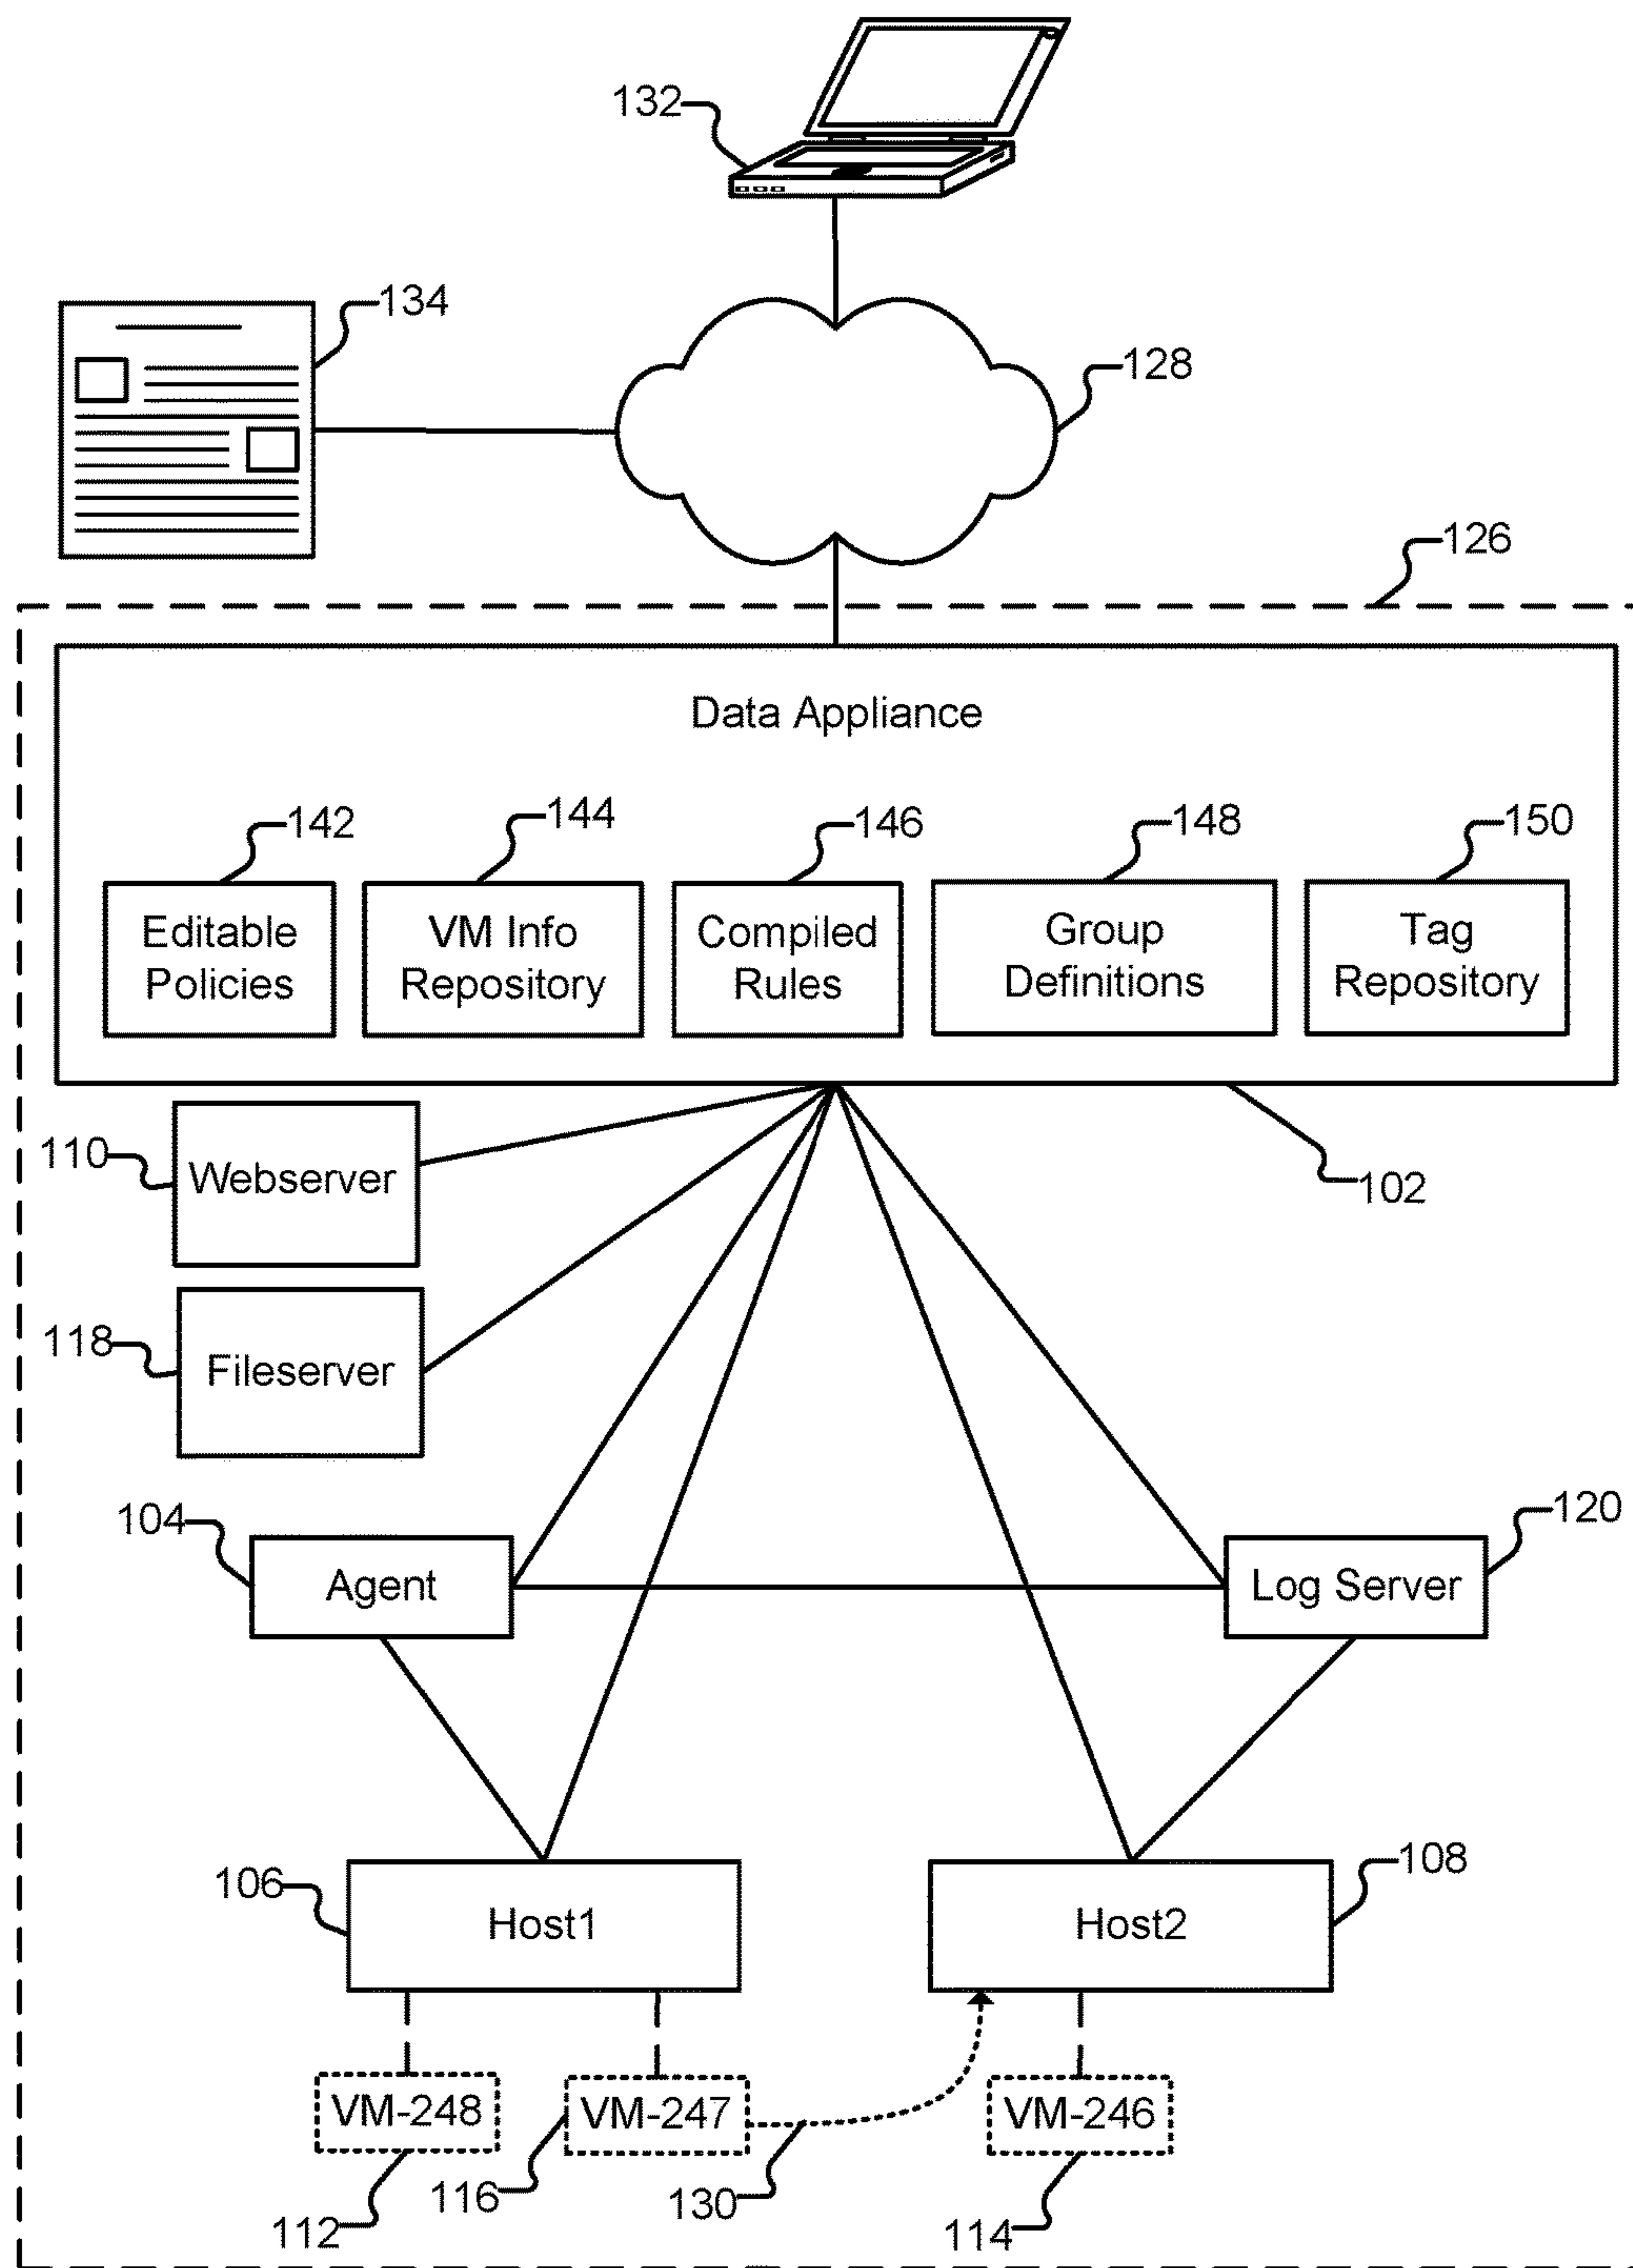 132
134
128
126
Data Appliance
142
144
146
148
150
Editable
Policies
VM Info
Repository
Compiled
Rules
Group
Definitions
Tag
Repository
110
Webserver
102
118
Fileserver
104
Agent
120
Log Server
106
Host1
108
Host2
VM-248
VM-247
VM-246
112
116
130
114